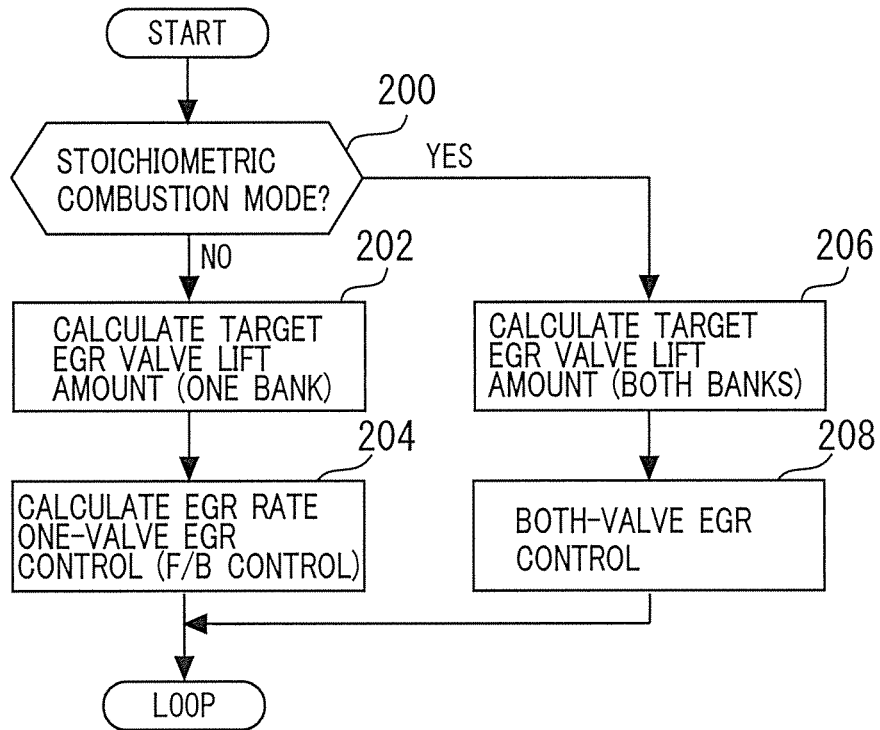 START
200
STOICHIOMETRIC
COMBUSTION MODE?
YES
NO
202
CALCULATE TARGET
EGR VALVE LIFT
AMOUNT (ONE BANK)
206
CALCULATE TARGET
EGR VALVE LIFT
AMOUNT (BOTH BANKS)
204
CALCULATE EGR RATE
ONE-VALVE EGR
CONTROL (F/B CONTROL)
208
BOTH-VALVE EGR
CONTROL
LOOP